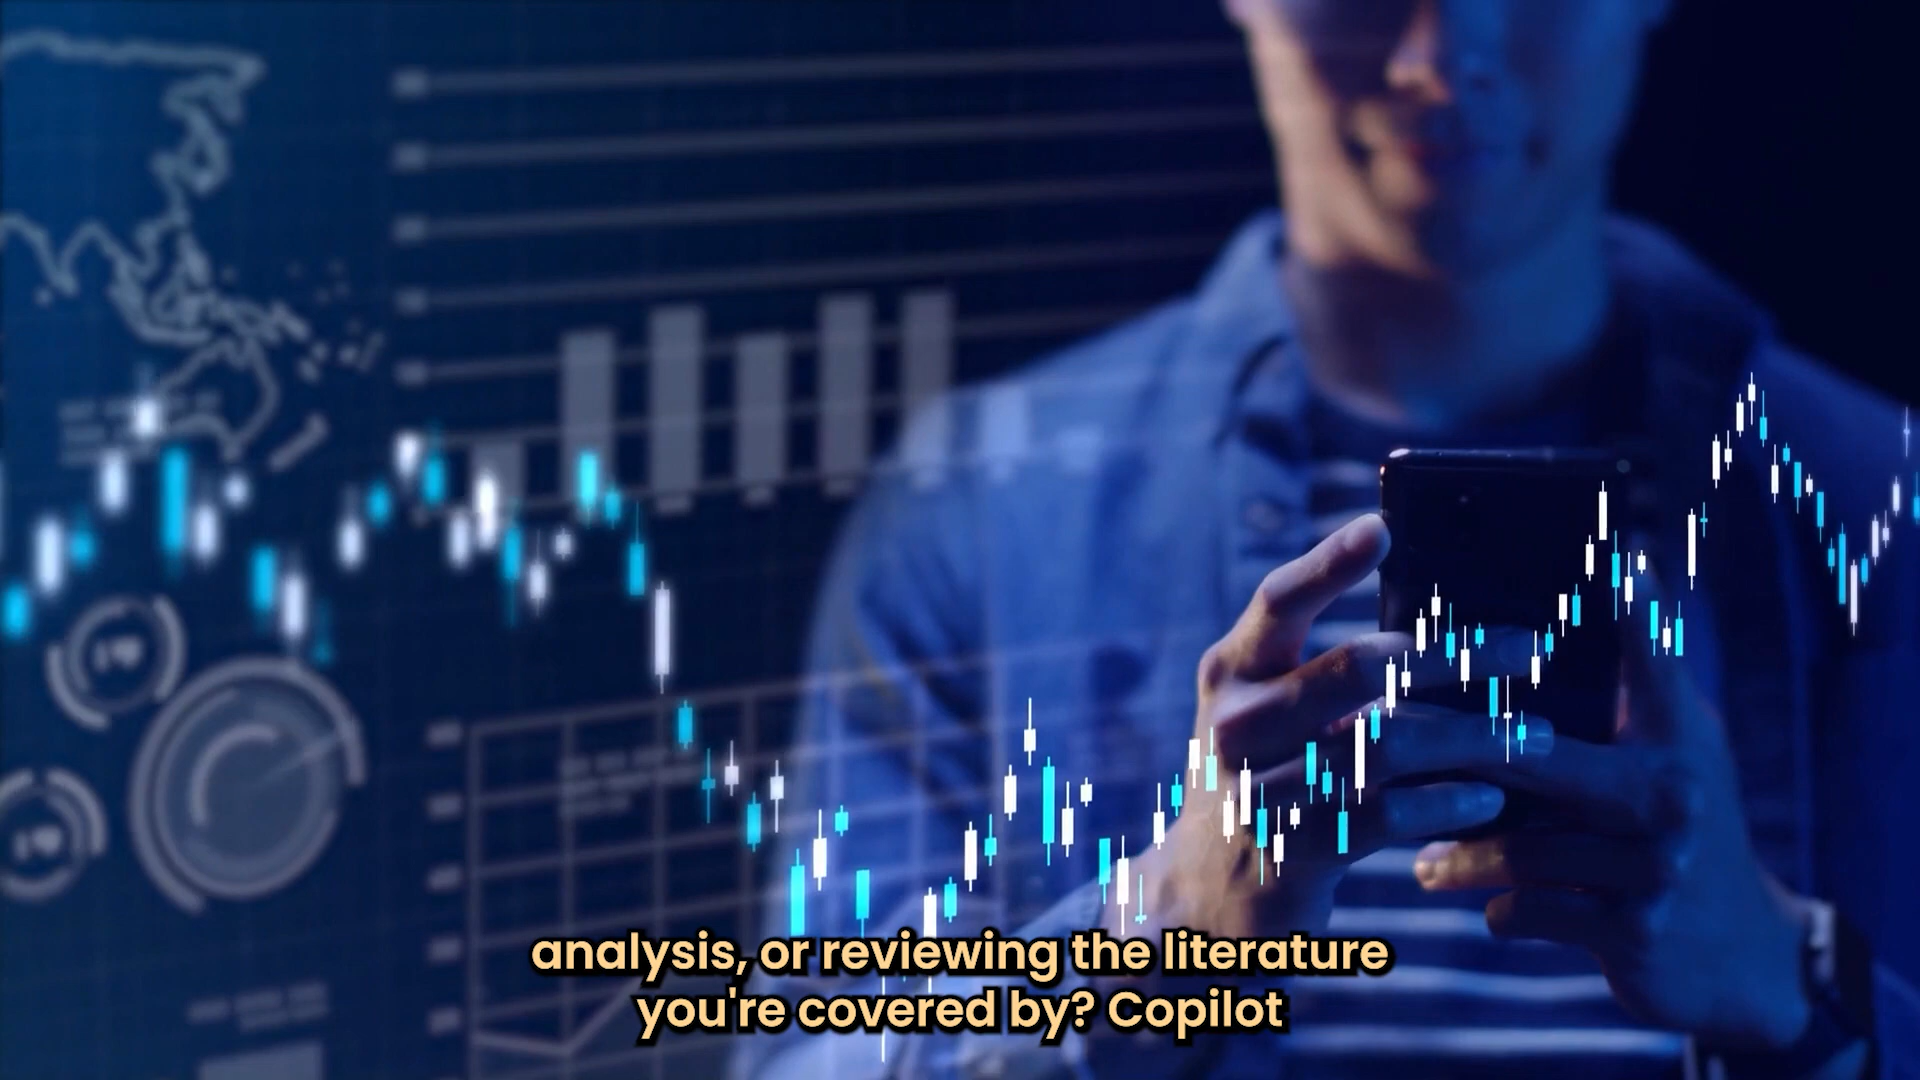 analysis, or reviewing the literature
you're covered by? Copilot